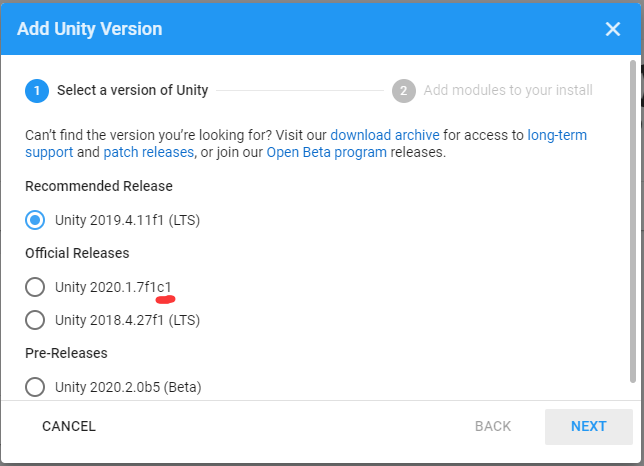 Add Unity Version
1 Select a version of Unity 2 Add modules to your install
Can't find the version you're looking for? Visit our download archive for access to long-term
support and patch releases, or join our Open Beta program releases.
Recommended Release
Unity 2019.4.11f1 (LTS)
Official Releases
Unity 2020.1.7f1c1
Unity 2018.4.27f1 (LTS)
Pre-Releases
Unity 2020.2.0b5 (Beta)
CANCEL BACK NEXT